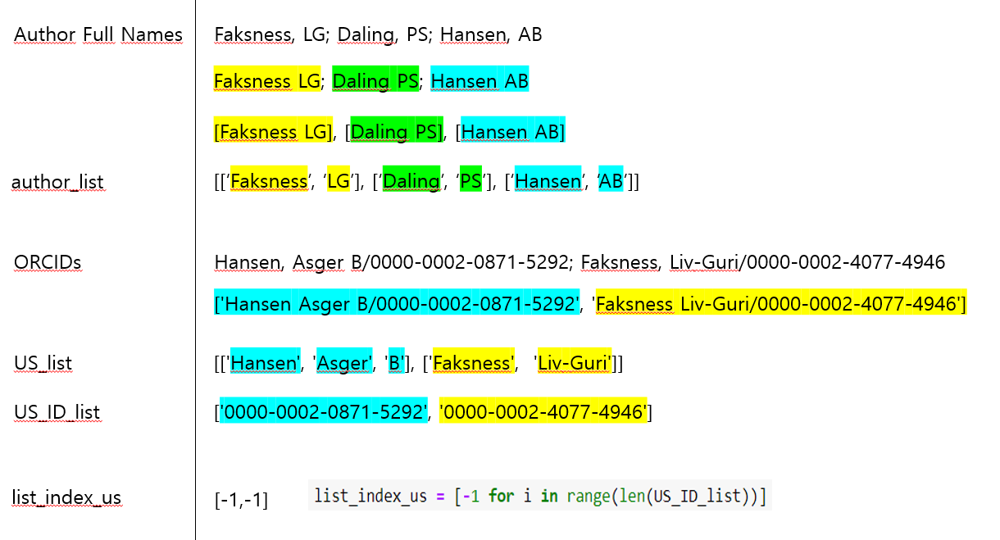 Author Full Names Faksness, LG; Daling, PS; Hansen, AB
Faksness LG; Daling PS; Hansen AB
[Faksness LG], [Daling PS], [Hansen AB]
author_list [[‘Faksness’, ‘LG’], [‘Daling’, ‘PS’], [‘Hansen’, ‘AB’]]
ORCIDs Hansen, Asger B/0000-0002-0871-5292; Faksness, Liv-Guri/0000-0002-4077-4946
['Hansen Asger B/0000-0002-0871-5292', 'Faksness Liv-Guri/0000-0002-4077-4946']
US_list [['Hansen', 'Asger', 'B'], ['Faksness', 'Liv-Guri']]
US_ID_list ['0000-0002-0871-5292', '0000-0002-4077-4946']
list_index_us [-1,-1] list_index_us = [-1 for i in range(len(US_ID_list))]